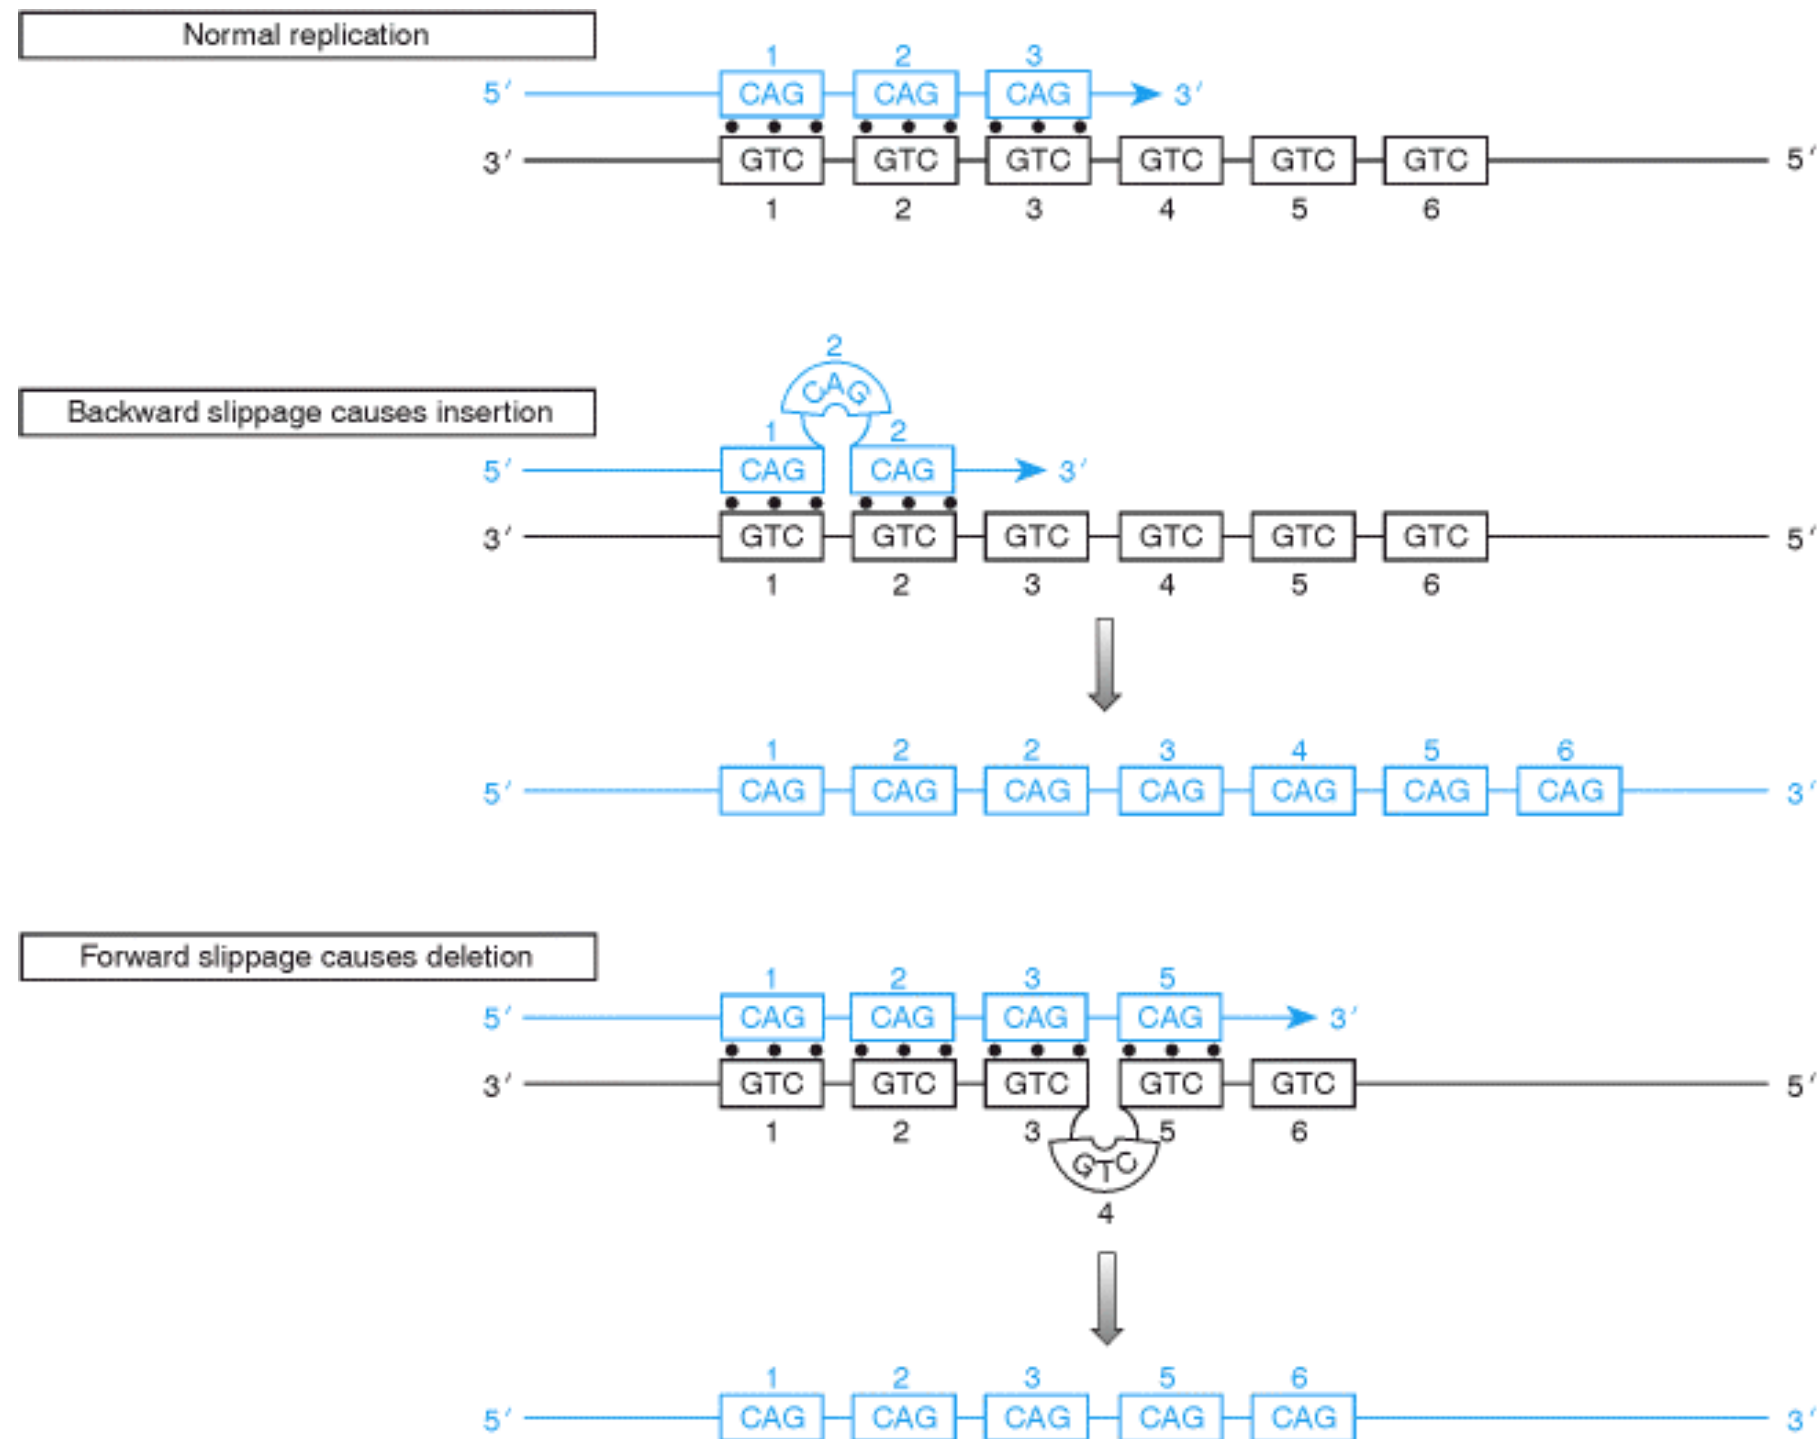 Normal replication
1 2 3
5′ CAG CAG CAG 3′
3′ GTC GTC GTC GTC GTC GTC 5′
1 2 3 4 5 6
2
CAG
Backward slippage causes insertion
1 2
5′ CAG CAG 3′
3′ GTC GTC GTC GTC GTC GTC 5′
1 2 3 4 5 6
1 2 2 3 4 5 6
5′ CAG CAG CAG CAG CAG CAG CAG 3′
Forward slippage causes deletion
1 2 3 5
5′ CAG CAG CAG CAG 3′
3′ GTC GTC GTC GTC GTC 5′
1 2 3 5 6
GTC
4
1 2 3 5 6
5′ CAG CAG CAG CAG CAG 3′